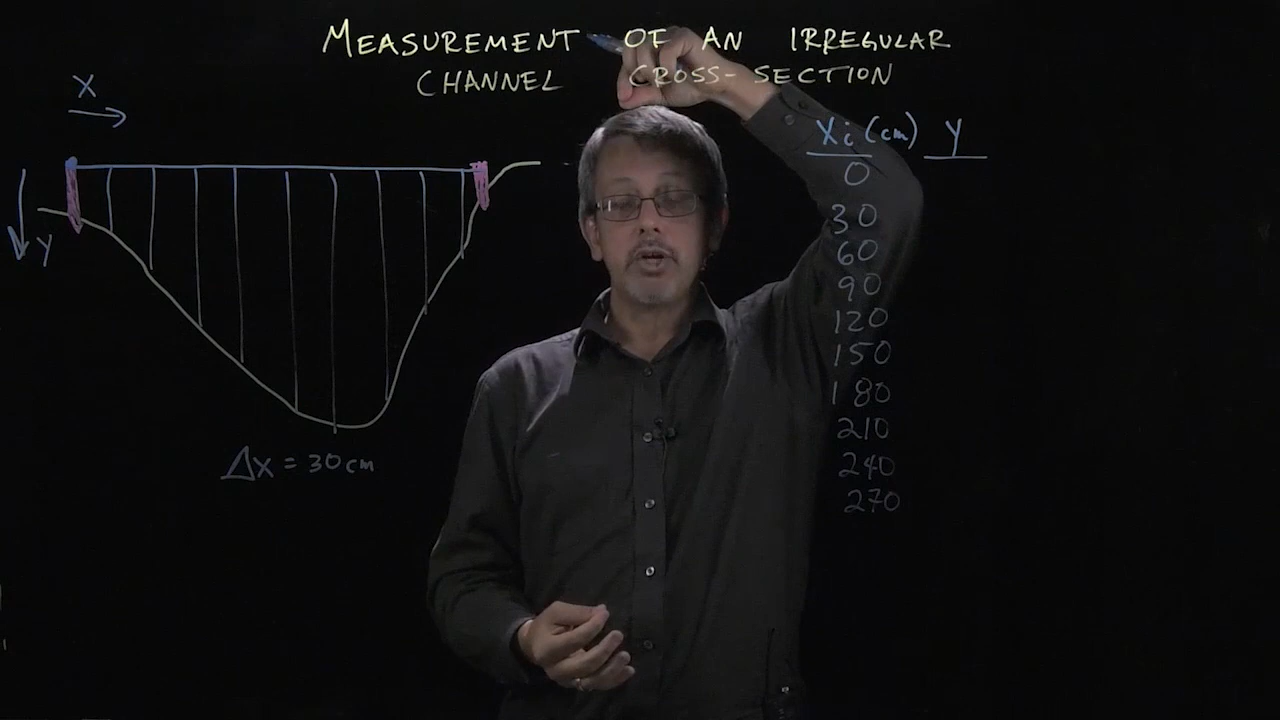 MEASUREMENT OF AN IRREGULAR
CHANNEL CROSS-SECTION
X
Y
Δx = 30cm
Xi (cm) Y
0
30
60
90
120
150
180
210
240
270